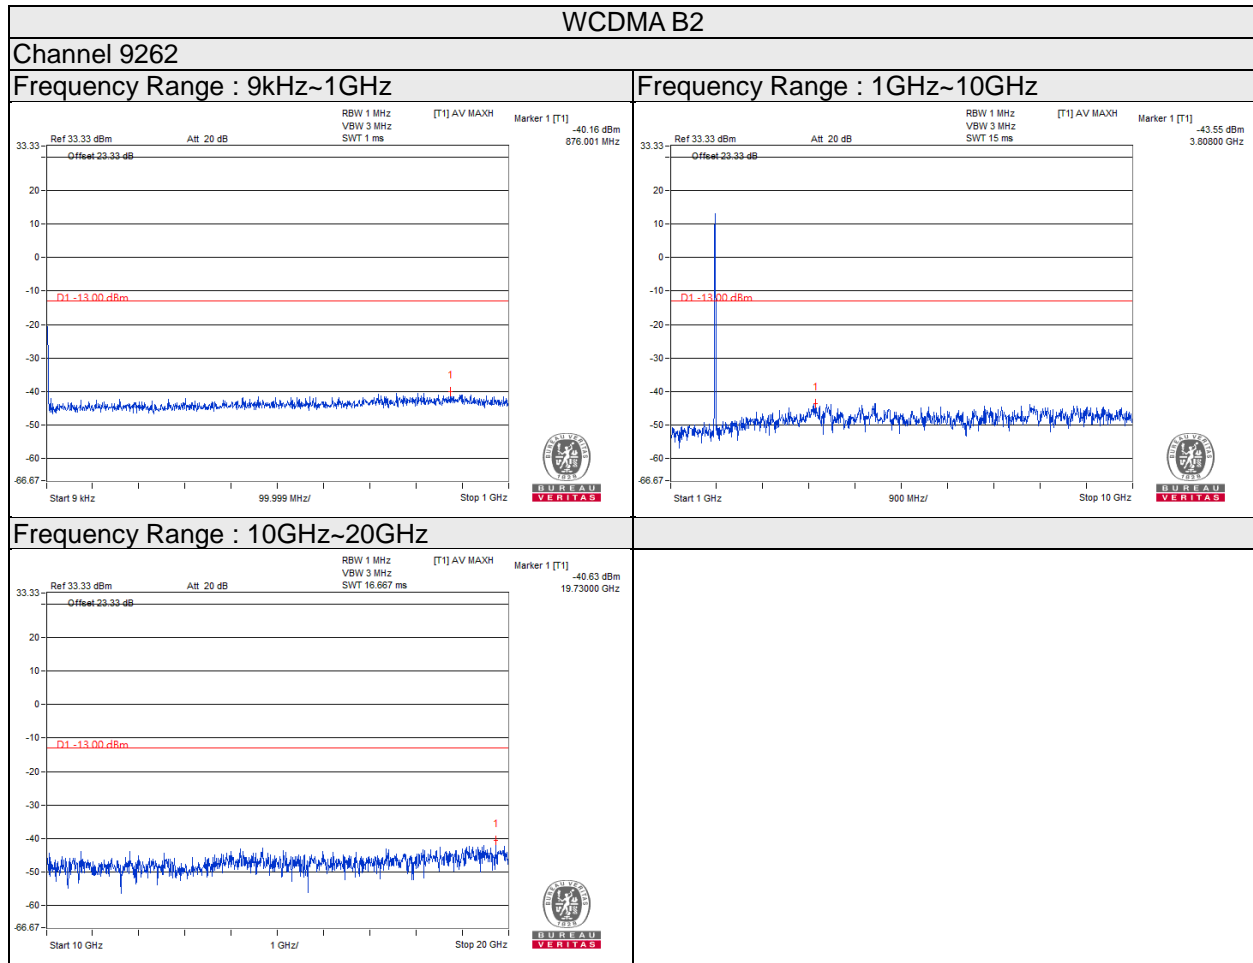 WCDMA B2
Channel 9262
Frequency Range : 9kHz~1GHz
RBW 1 MHz
VBW 3 MHz
SWT 1 ms
[T1] AV MAXH
Marker 1 [T1]
-40.16 dBm
876.001 MHz
Ref 33.33 dBm
Att 20 dB
Offset 23.33 dB
33.33
20
10
0
-10
-20
-30
-40
-50
-60
-66.67
D1 -13.00 dBm
1
Start 9 kHz
99.999 MHz/
Stop 1 GHz
BUREAU VERITAS
1828
BUREAU
VERITAS
Frequency Range : 1GHz~10GHz
RBW 1 MHz
VBW 3 MHz
SWT 15 ms
[T1] AV MAXH
Marker 1 [T1]
-43.55 dBm
3.80800 GHz
Ref 33.33 dBm
Att 20 dB
Offset 23.33 dB
33.33
20
10
0
-10
-20
-30
-40
-50
-60
-66.67
D1 -13.00 dBm
1
Start 1 GHz
900 MHz/
Stop 10 GHz
BUREAU VERITAS
1828
BUREAU
VERITAS
Frequency Range : 10GHz~20GHz
RBW 1 MHz
VBW 3 MHz
SWT 16.667 ms
[T1] AV MAXH
Marker 1 [T1]
-40.63 dBm
19.73000 GHz
Ref 33.33 dBm
Att 20 dB
Offset 23.33 dB
33.33
20
10
0
-10
-20
-30
-40
-50
-60
-66.67
D1 -13.00 dBm
1
Start 10 GHz
1 GHz/
Stop 20 GHz
BUREAU VERITAS
1828
BUREAU
VERITAS